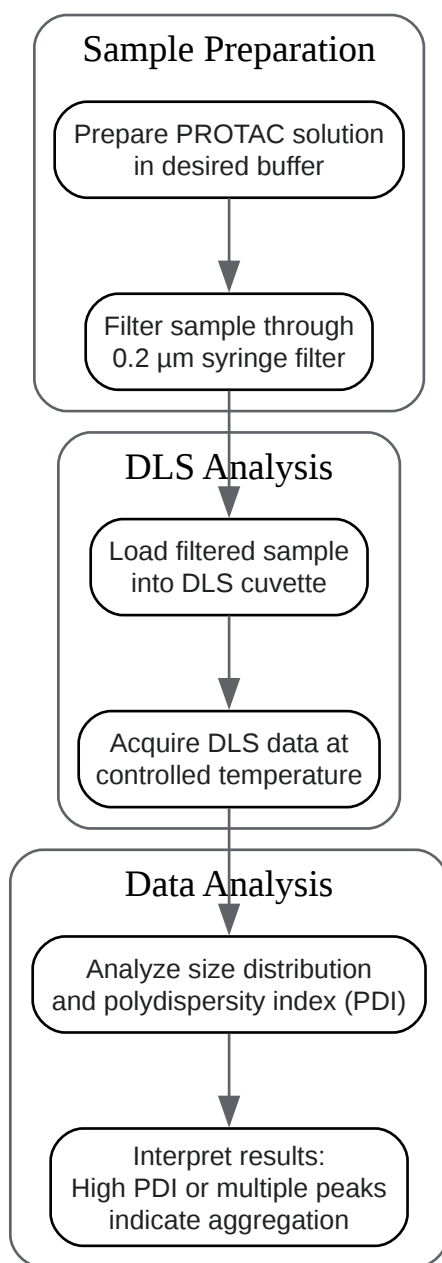 Sample Preparation
Prepare PROTAC solution
in desired buffer
Filter sample through
0.2 µm syringe filter
DLS Analysis
Load filtered sample
into DLS cuvette
Acquire DLS data at
controlled temperature
Data Analysis
Analyze size distribution
and polydispersity index (PDI)
Interpret results:
High PDI or multiple peaks
indicate aggregation